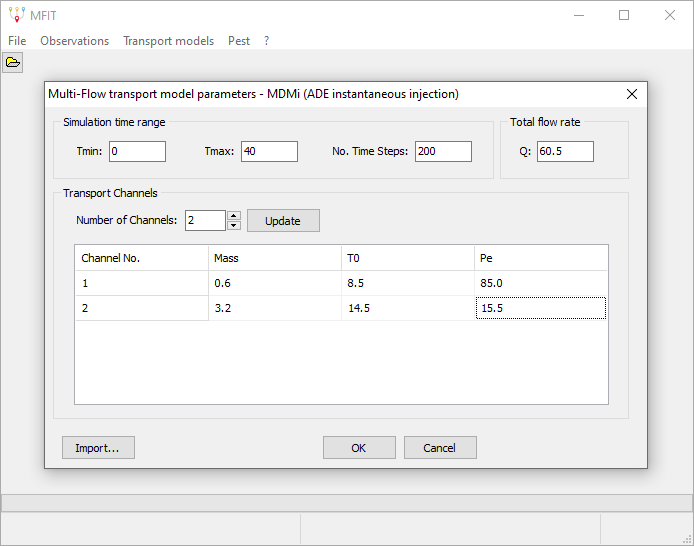 MFIT
File Observations Transport models Pest ?
Multi-Flow transport model parameters - MDMi (ADE instantaneous injection)
Simulation time range Total flow rate
Tmin: 0 Tmax: 40 No. Time Steps: 200 Q: 60.5
Transport Channels
Number of Channels: 2 Update
Channel No. Mass T0 Pe
1 0.6 8.5 85.0
2 3.2 14.5 15.5
Import... OK Cancel